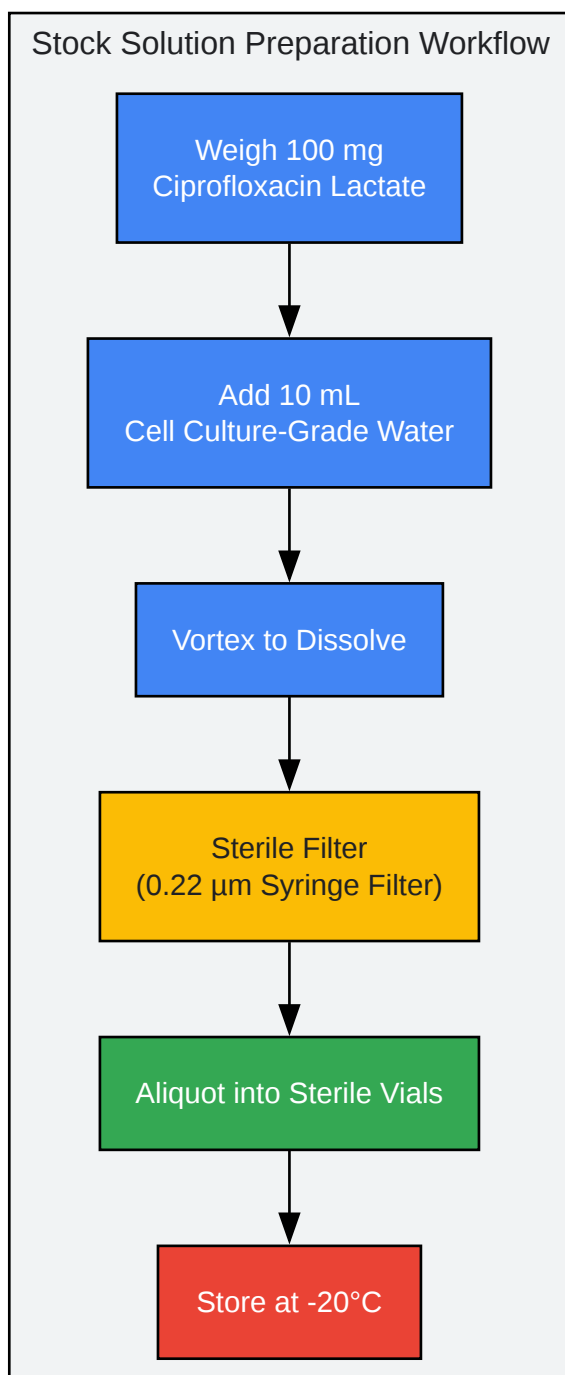 Stock Solution Preparation Workflow
Weigh 100 mg
Ciprofloxacin Lactate
Add 10 mL
Cell Culture-Grade Water
Vortex to Dissolve
Sterile Filter
(0.22 µm Syringe Filter)
Aliquot into Sterile Vials
Store at -20°C